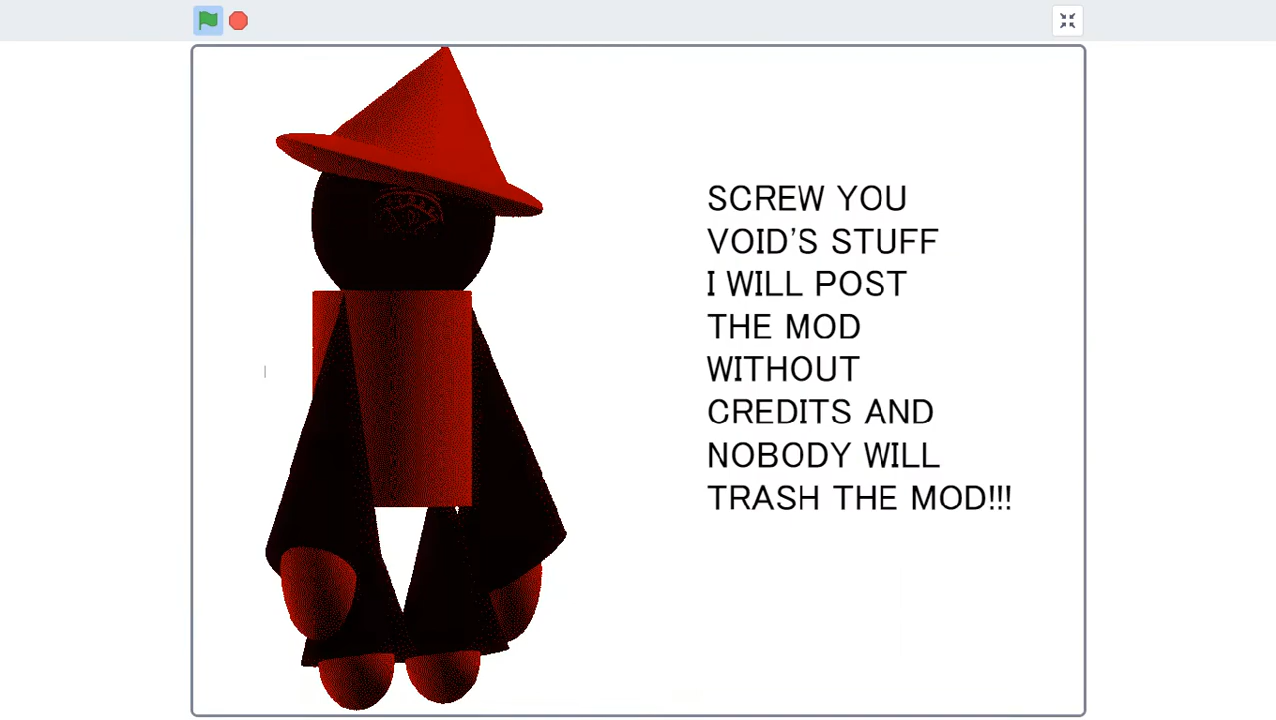 SCREW YOU
VOID'S STUFF
I WILL POST
THE MOD
WITHOUT
CREDITS AND
NOBODY WILL
TRASH THE MOD!!!